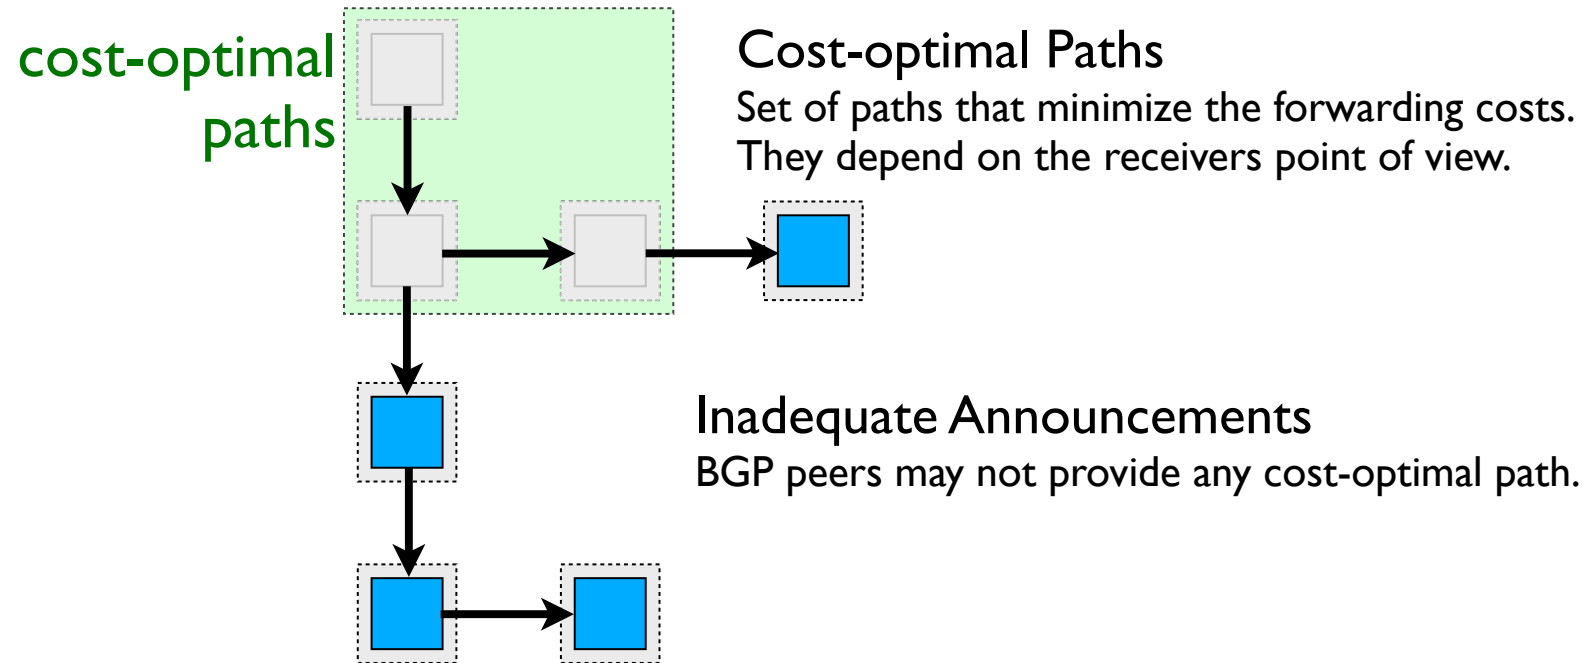 cost-optimal
paths
Cost-optimal Paths
Set of paths that minimize the forwarding costs.
They depend on the receivers point of view.
Inadequate Announcements
BGP peers may not provide any cost-optimal path.